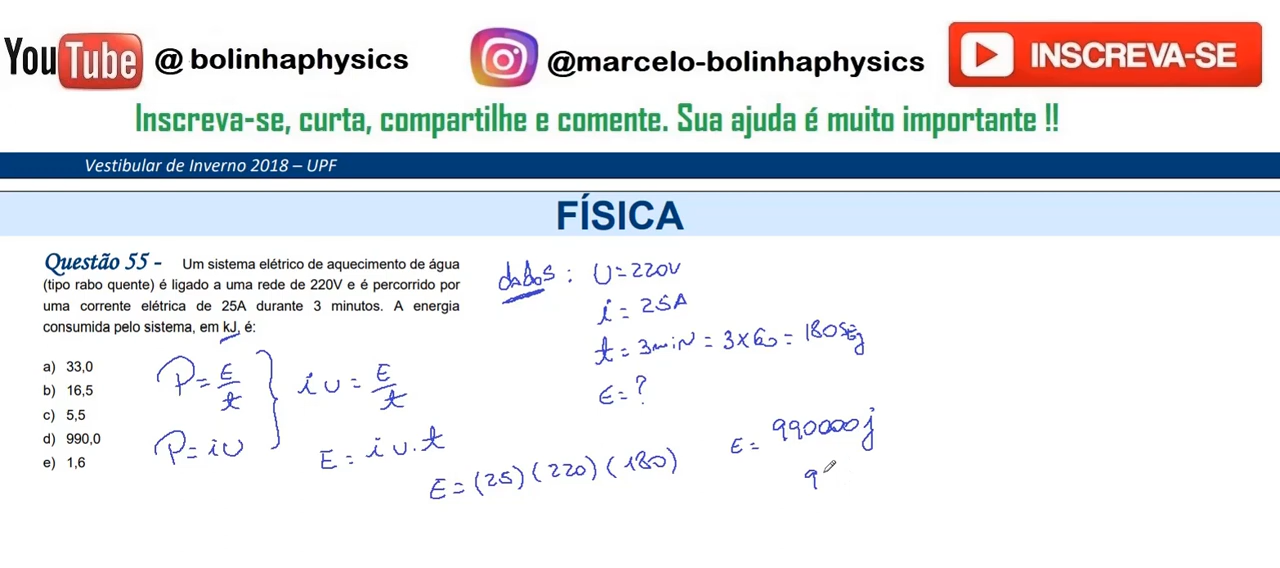 YouTube @ bolinhaphysics @marcelo-bolinhaphysics INSCREVA-SE
Inscreva-se, curta, compartilhe e comente. Sua ajuda é muito importante !!
Vestibular de Inverno 2018 – UPF
FÍSICA
Questão 55 - Um sistema elétrico de aquecimento de água
(tipo rabo quente) é ligado a uma rede de 220V e é percorrido por
uma corrente elétrica de 25A durante 3 minutos. A energia
consumida pelo sistema, em kJ, é:
a) 33,0
b) 16,5
c) 5,5
d) 990,0
e) 1,6
P = E/t
P = iU
iU = E/t
E = i U . t
E = (25) (220) (180)
dados : U = 220V
i = 25A
t = 3min = 3x60 = 180seg
E = ?
E = 990000j
9